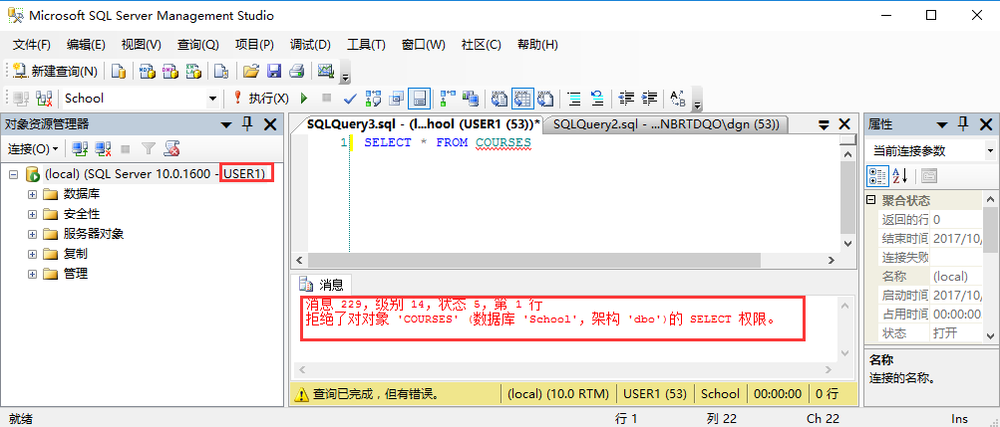 Microsoft SQL Server Management Studio
文件(F) 编辑(E) 视图(V) 查询(Q) 项目(P) 调试(D) 工具(T) 窗口(W) 社区(C) 帮助(H)
新建查询(N)
School 执行(X)
对象资源管理器
连接(O)
(local) (SQL Server 10.0.1600 - USER1)
数据库
安全性
服务器对象
复制
管理
SQLQuery3.sql - (l...hool (USER1 (53))* SQLQuery2.sql - ...NBRTDQO\dgn (53))
1 SELECT * FROM COURSES
消息
消息 229，级别 14，状态 5，第 1 行
拒绝了对对象 'COURSES' (数据库 'School'，架构 'dbo')的 SELECT 权限。
查询已完成，但有错误。 (local) (10.0 RTM) USER1 (53) School 00:00:00 0 行
属性
当前连接参数
聚合状态
返回的行 0
结束时间 2017/10/
连接失败
名称 (local)
启动时间 2017/10/
占用时间 00:00:00
状态 打开
名称
连接的名称。
就绪 行 1 列 22 Ch 22 Ins